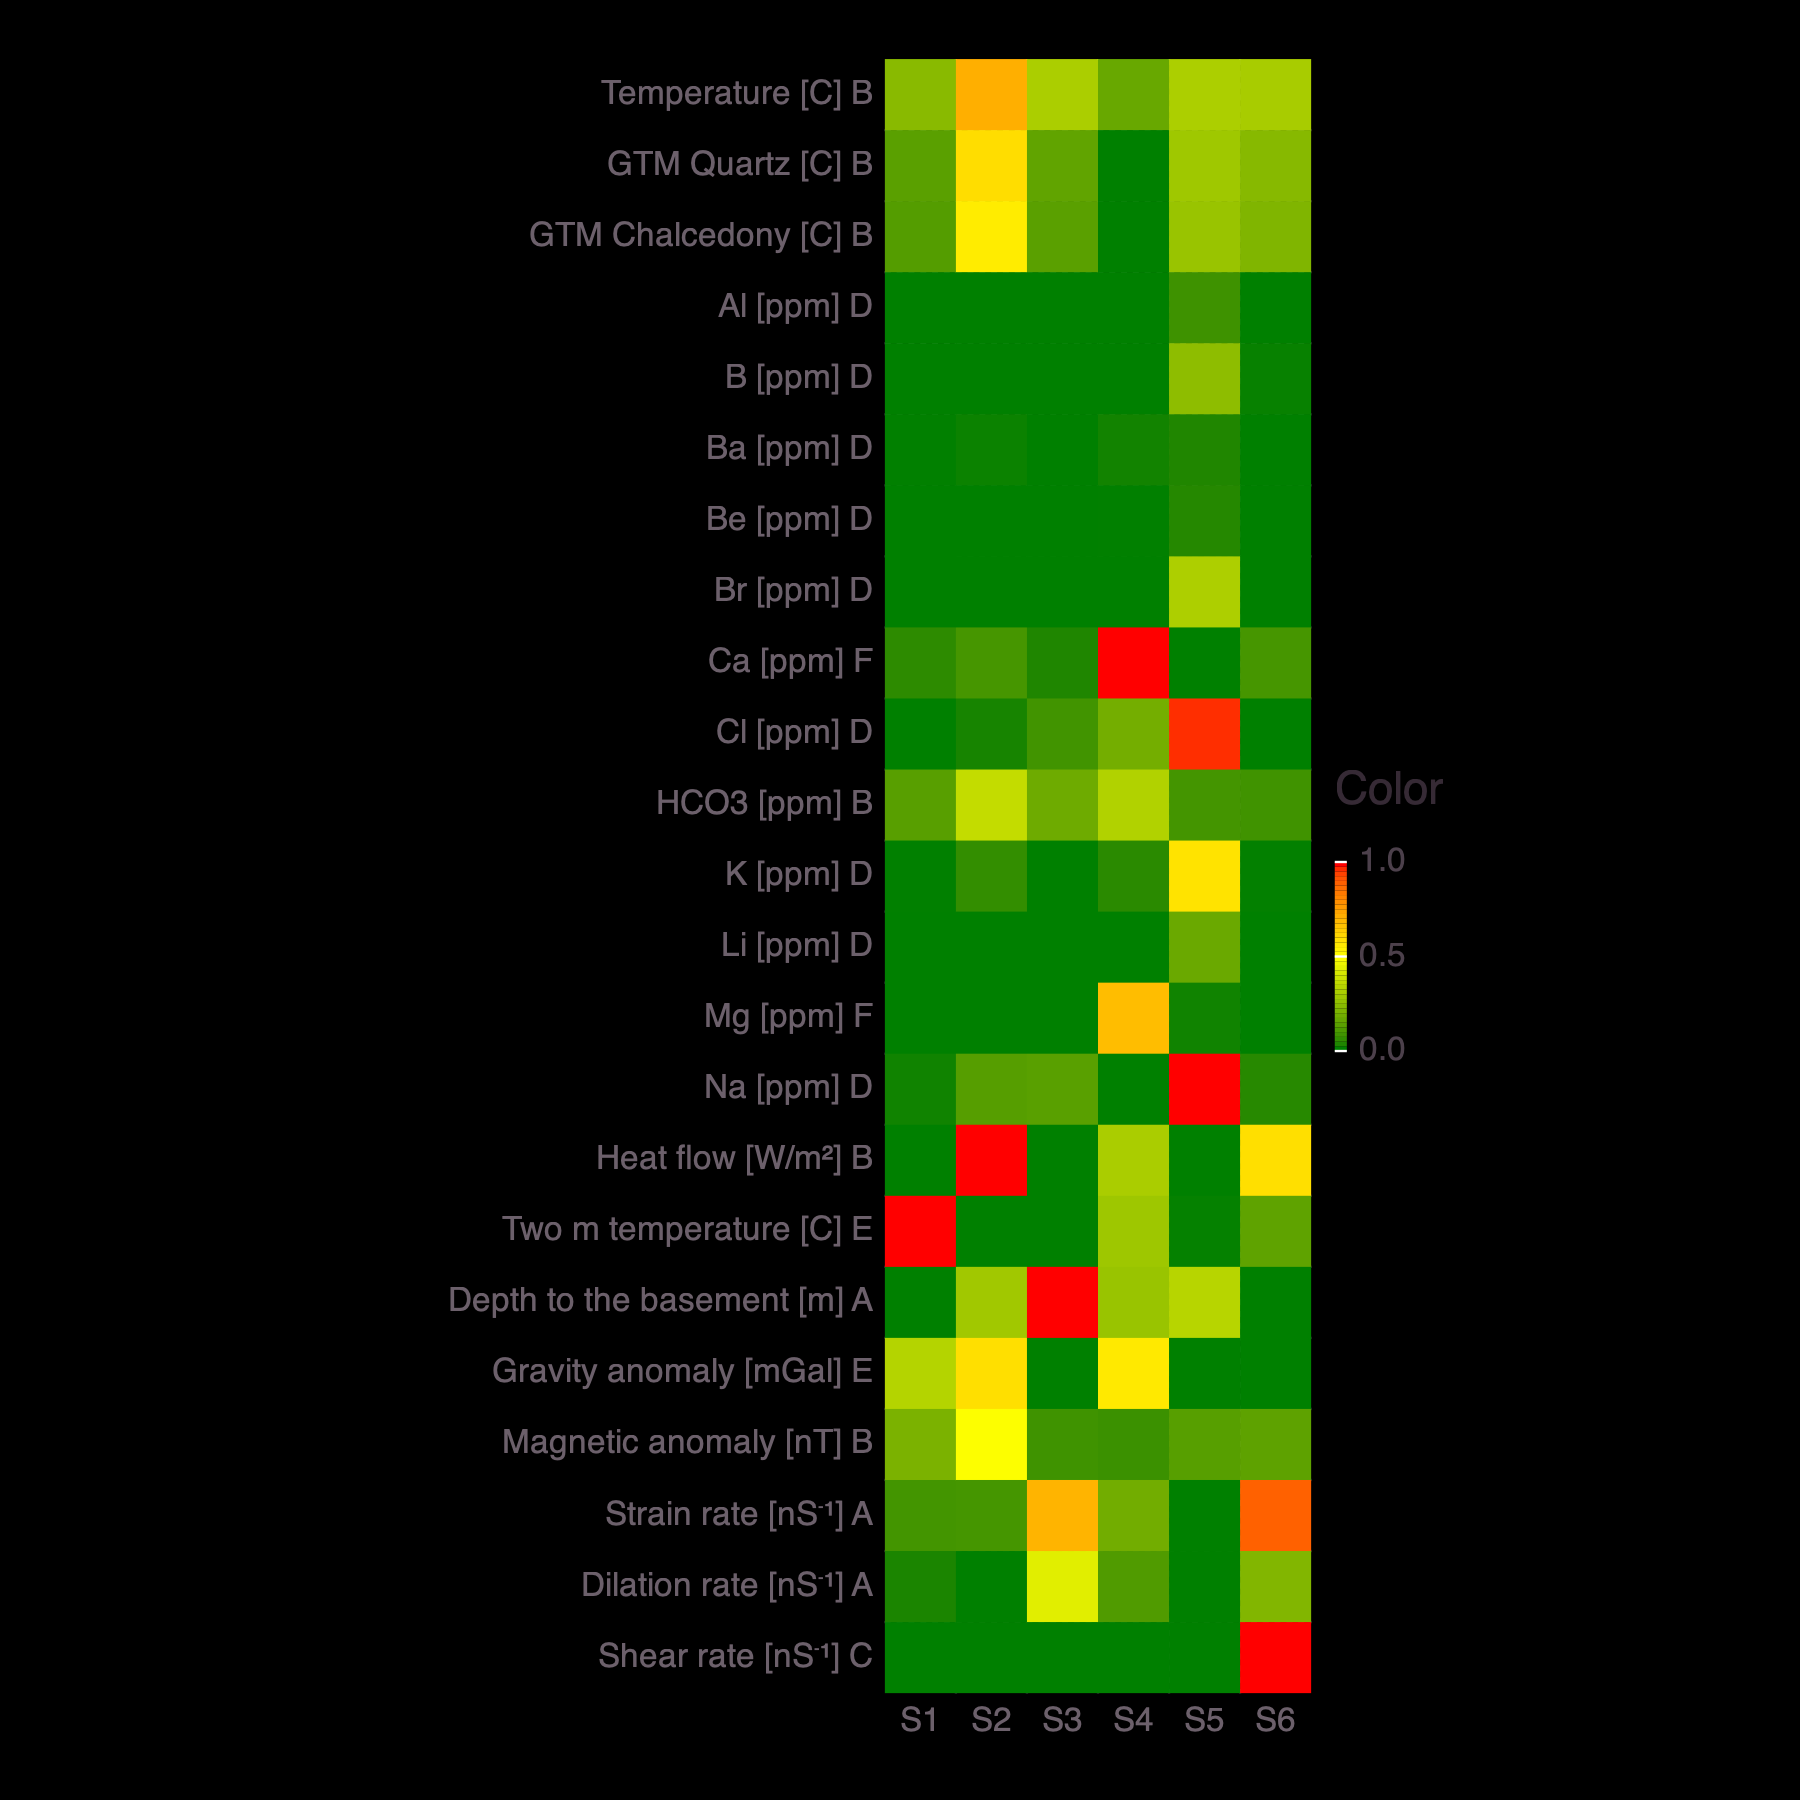 Temperature [C] B
GTM Quartz [C] B
GTM Chalcedony [C] B
Al [ppm] D
B [ppm] D
Ba [ppm] D
Be [ppm] D
Br [ppm] D
Ca [ppm] F
Cl [ppm] D
HCO3 [ppm] B
K [ppm] D
Li [ppm] D
Mg [ppm] F
Na [ppm] D
Heat flow [W/m²] B
Two m temperature [C] E
Depth to the basement [m] A
Gravity anomaly [mGal] E
Magnetic anomaly [nT] B
Strain rate [nS⁻¹] A
Dilation rate [nS⁻¹] A
Shear rate [nS⁻¹] C
S1 S2 S3 S4 S5 S6
Color
1.0
0.5
0.0